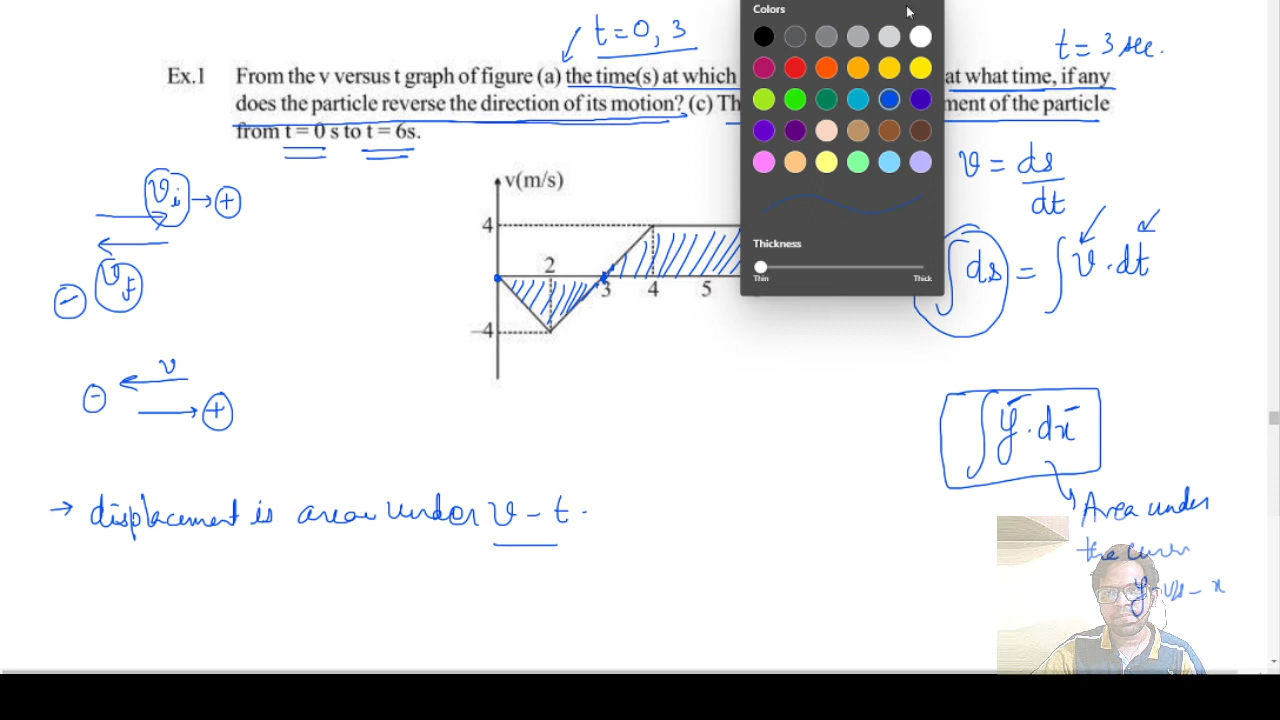 Colors
t=0, 3
t= 3 sec.
Ex.1 From the v versus t graph of figure (a) the time(s) at which at what time, if any
does the particle reverse the direction of its motion? (c) Th ment of the particle
from t = 0 s to t = 6s.
v = ds/dt
vi → +
v(m/s)
4
2
3 4 5
–4
∫ds = ∫v·dt
− vf
Thickness
Thin Thick
v
− +
∫y·dx
→ displacement is area under v – t.
Area under
the curve
y – vs – x